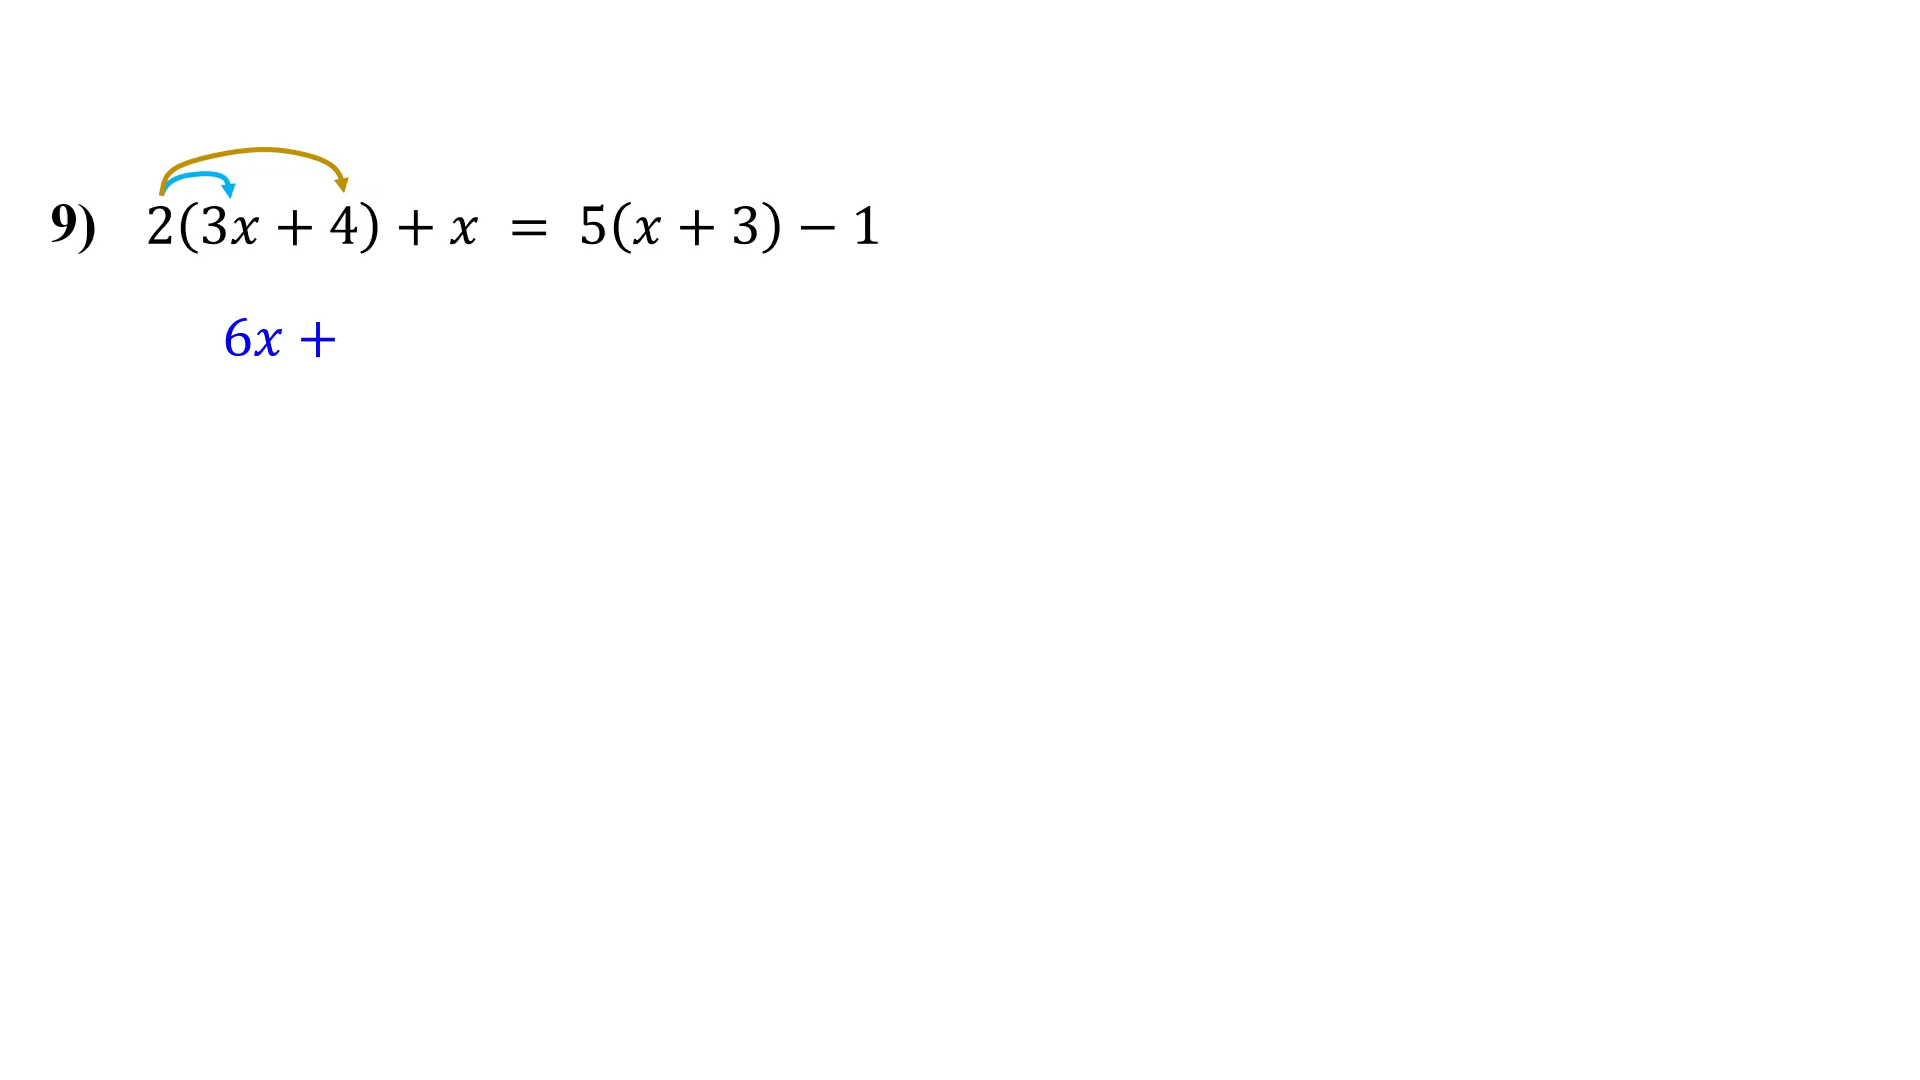 9) 2(3x + 4) + x = 5(x + 3) − 1
6x +